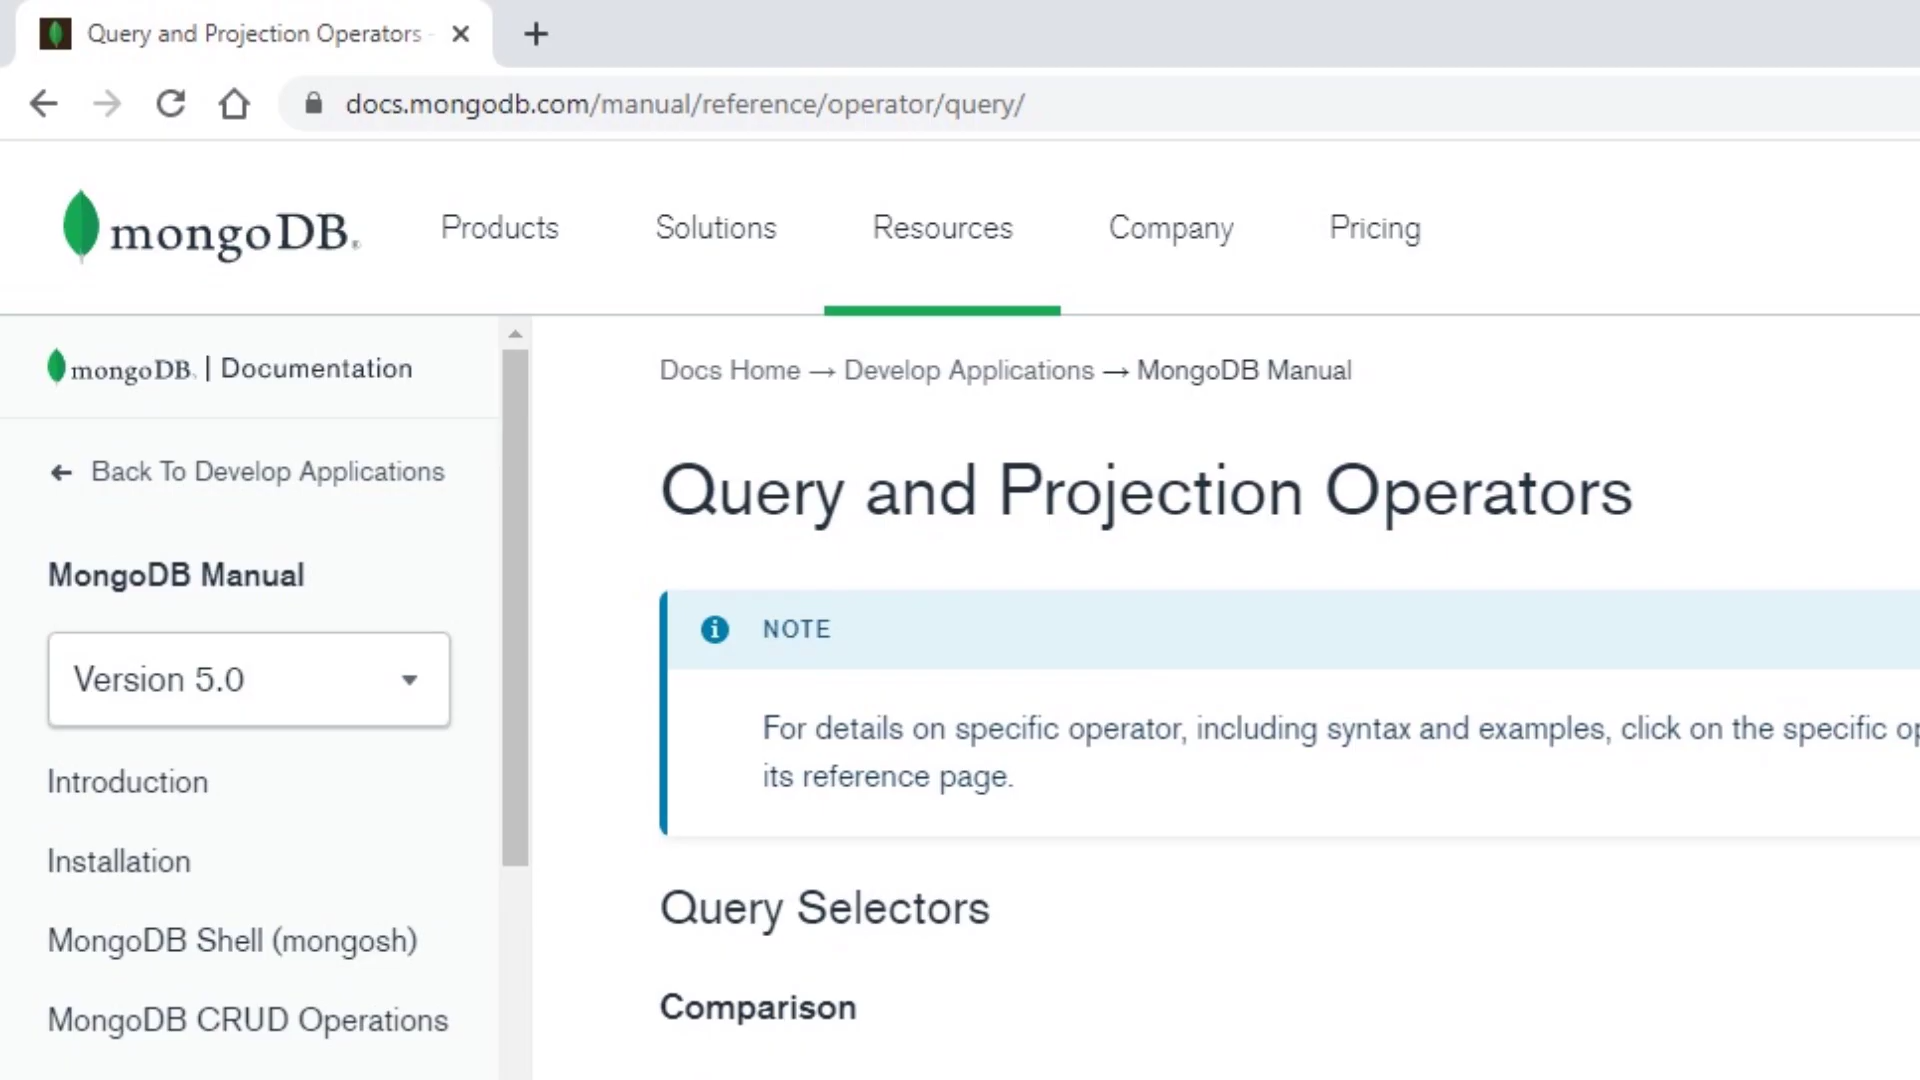 Query and Projection Operators
docs.mongodb.com/manual/reference/operator/query/
mongoDB®
Products
Solutions
Resources
Company
Pricing
mongoDB. | Documentation
← Back To Develop Applications
MongoDB Manual
Version 5.0
Introduction
Installation
MongoDB Shell (mongosh)
MongoDB CRUD Operations
Docs Home → Develop Applications → MongoDB Manual
Query and Projection Operators
NOTE
For details on specific operator, including syntax and examples, click on the specific
its reference page.
Query Selectors
Comparison